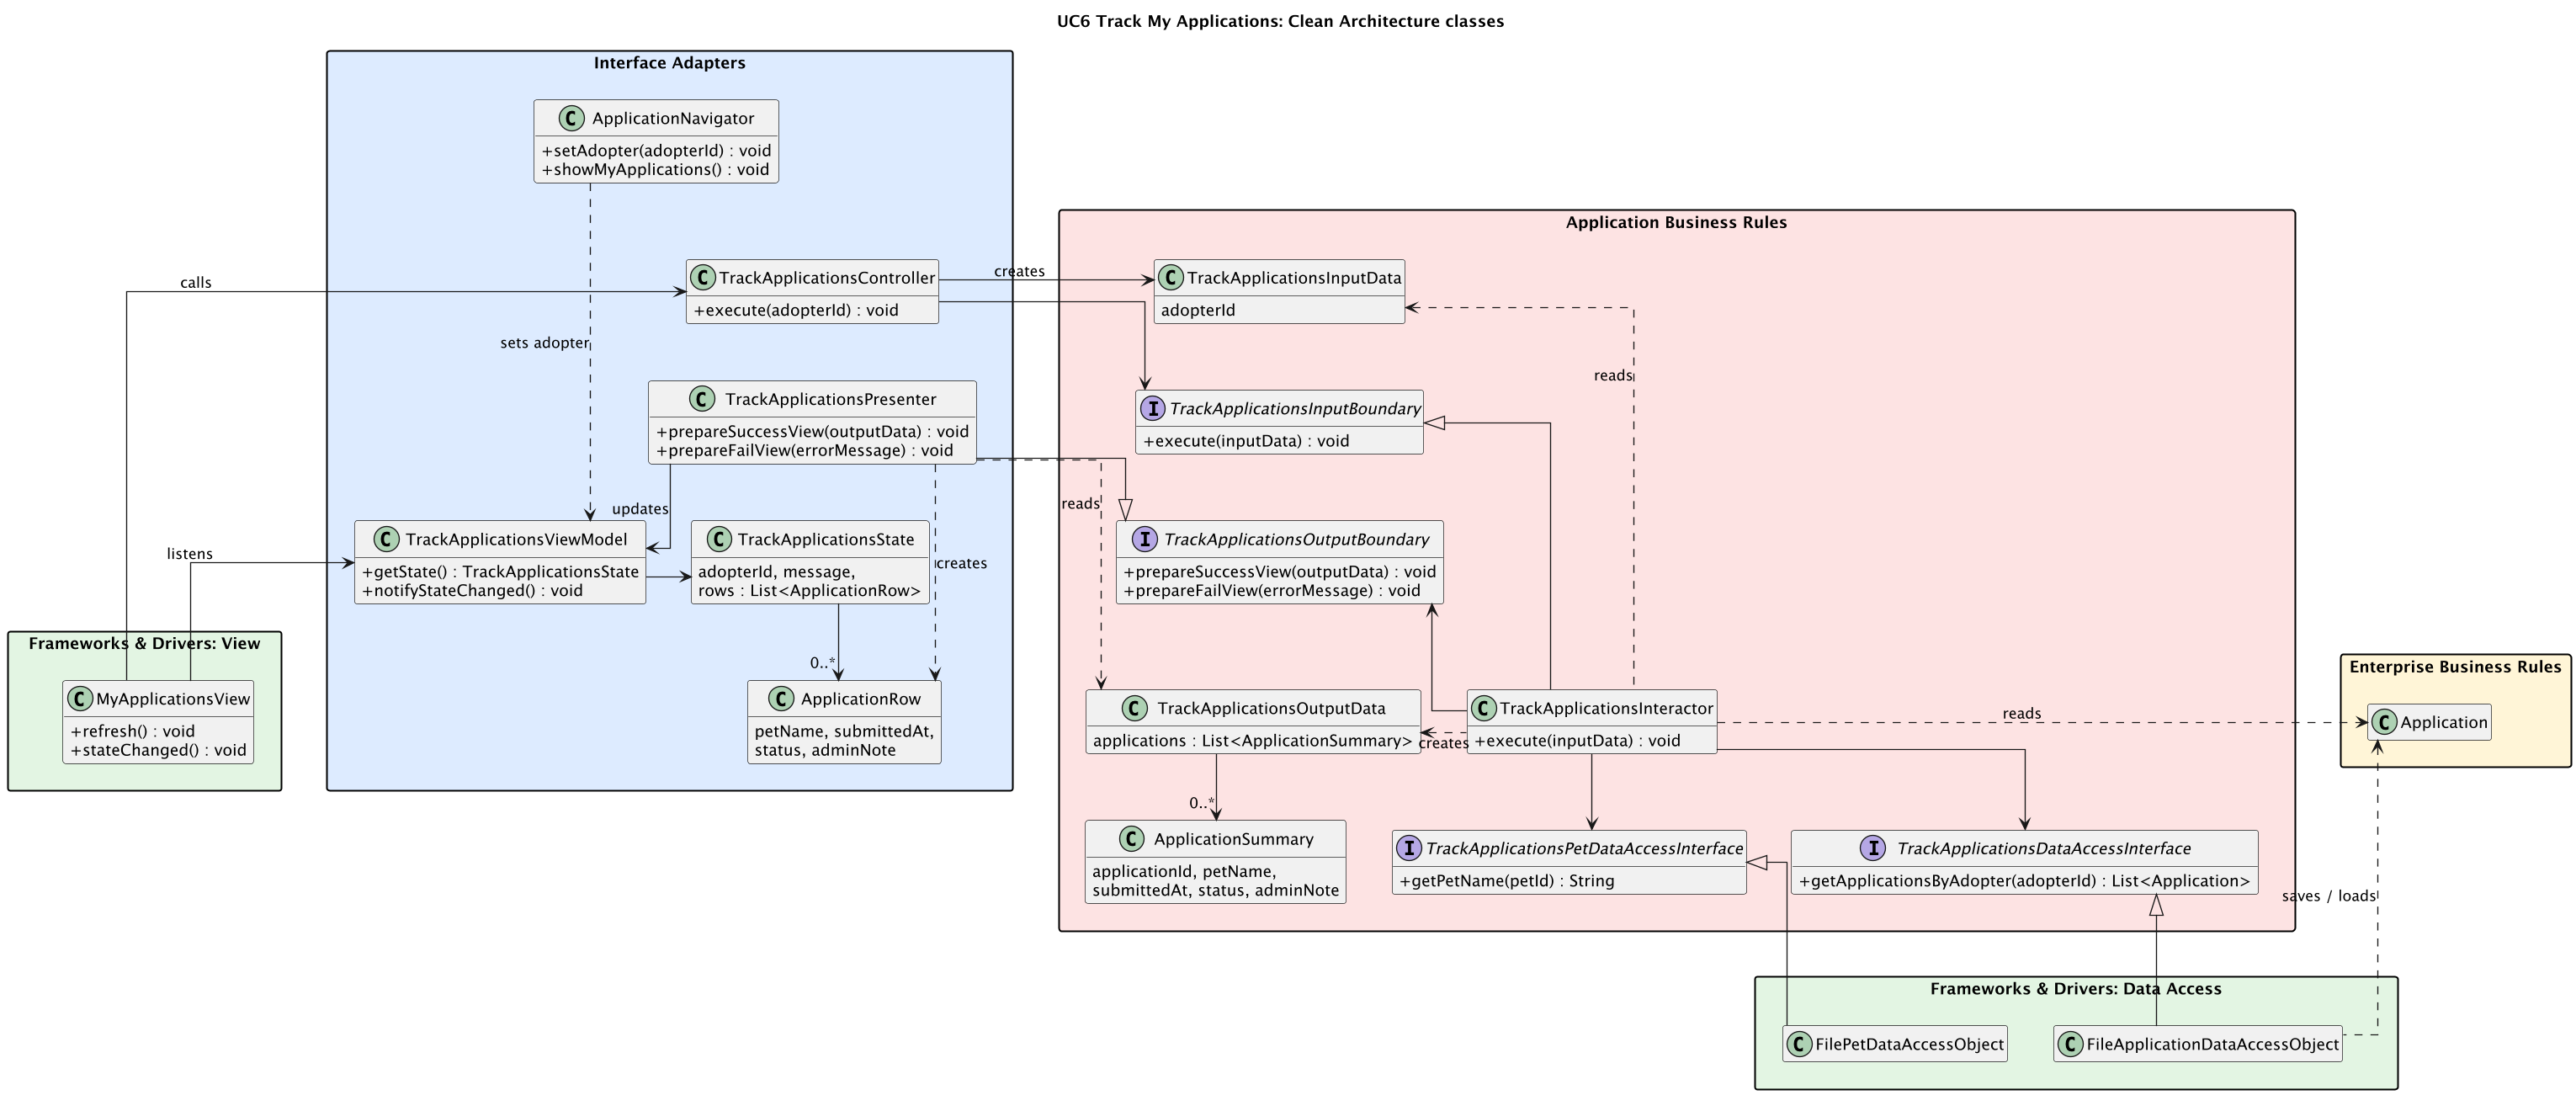 UC6 Track My Applications: Clean Architecture classes
Interface Adapters
C ApplicationNavigator
+setAdopter(adopterId) : void
+showMyApplications() : void
sets adopter
C TrackApplicationsController
+execute(adopterId) : void
calls
creates
C TrackApplicationsPresenter
+prepareSuccessView(outputData) : void
+prepareFailView(errorMessage) : void
updates
creates
reads
C TrackApplicationsViewModel
+getState() : TrackApplicationsState
+notifyStateChanged() : void
listens
C TrackApplicationsState
adopterId, message,
rows : List<ApplicationRow>
0..*
C ApplicationRow
petName, submittedAt,
status, adminNote
Frameworks & Drivers: View
C MyApplicationsView
+refresh() : void
+stateChanged() : void
Application Business Rules
C TrackApplicationsInputData
adopterId
reads
I TrackApplicationsInputBoundary
+execute(inputData) : void
I TrackApplicationsOutputBoundary
+prepareSuccessView(outputData) : void
+prepareFailView(errorMessage) : void
C TrackApplicationsOutputData
applications : List<ApplicationSummary>
creates
C TrackApplicationsInteractor
+execute(inputData) : void
reads
0..*
C ApplicationSummary
applicationId, petName,
submittedAt, status, adminNote
I TrackApplicationsPetDataAccessInterface
+getPetName(petId) : String
I TrackApplicationsDataAccessInterface
+getApplicationsByAdopter(adopterId) : List<Application>
Enterprise Business Rules
C Application
saves / loads
Frameworks & Drivers: Data Access
C FilePetDataAccessObject
C FileApplicationDataAccessObject